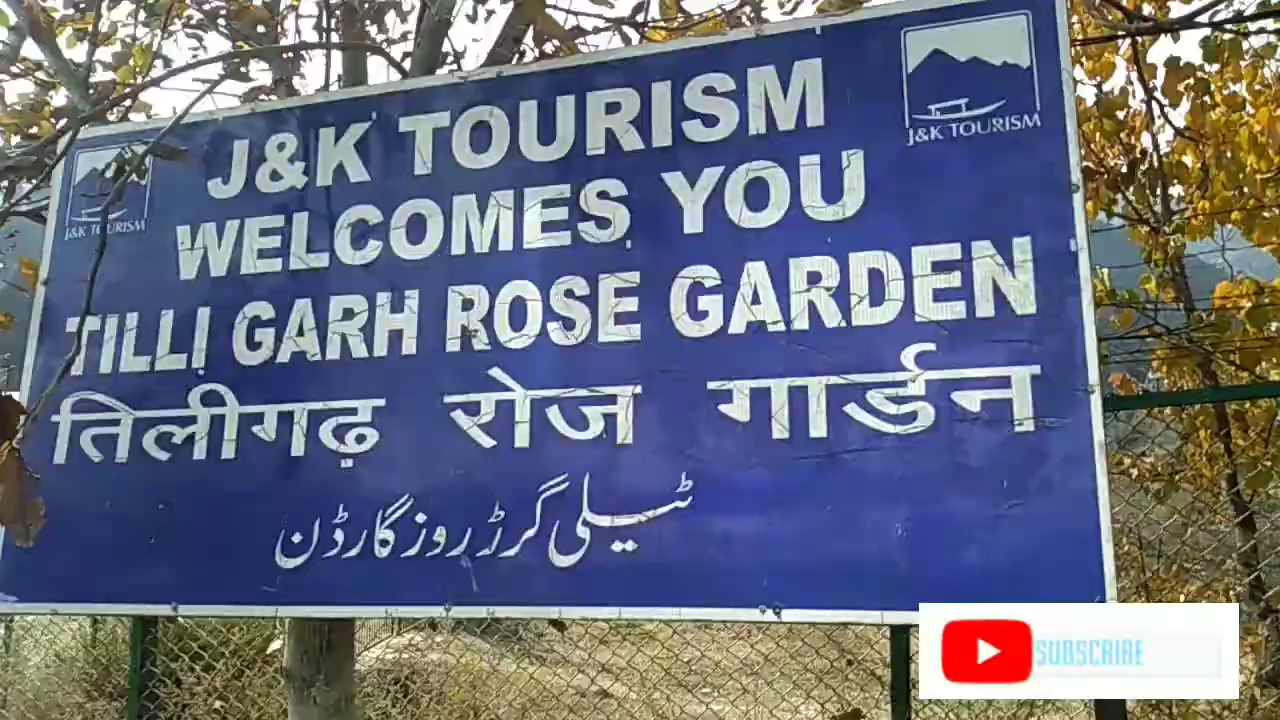 J&K TOURISM
J&K TOURISM
J&K TOURISM
WELCOMES YOU
TILLI GARH ROSE GARDEN
तिलीगढ़ रोज गार्डन
ٹیلی گرڑ روز گارڈن
SUBSCRIBE